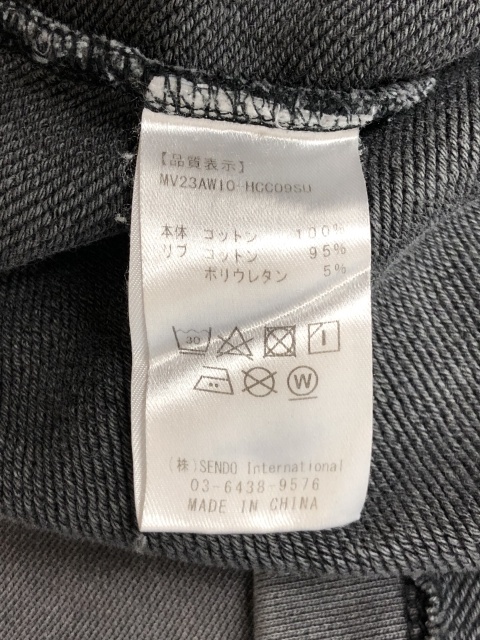 【品質表示】
MV23AW10-HCC09SU
本体 コットン 100%
リブ コットン 95%
ポリウレタン 5%
30
W
(株)SENDO International
03-6438-9576
MADE IN CHINA